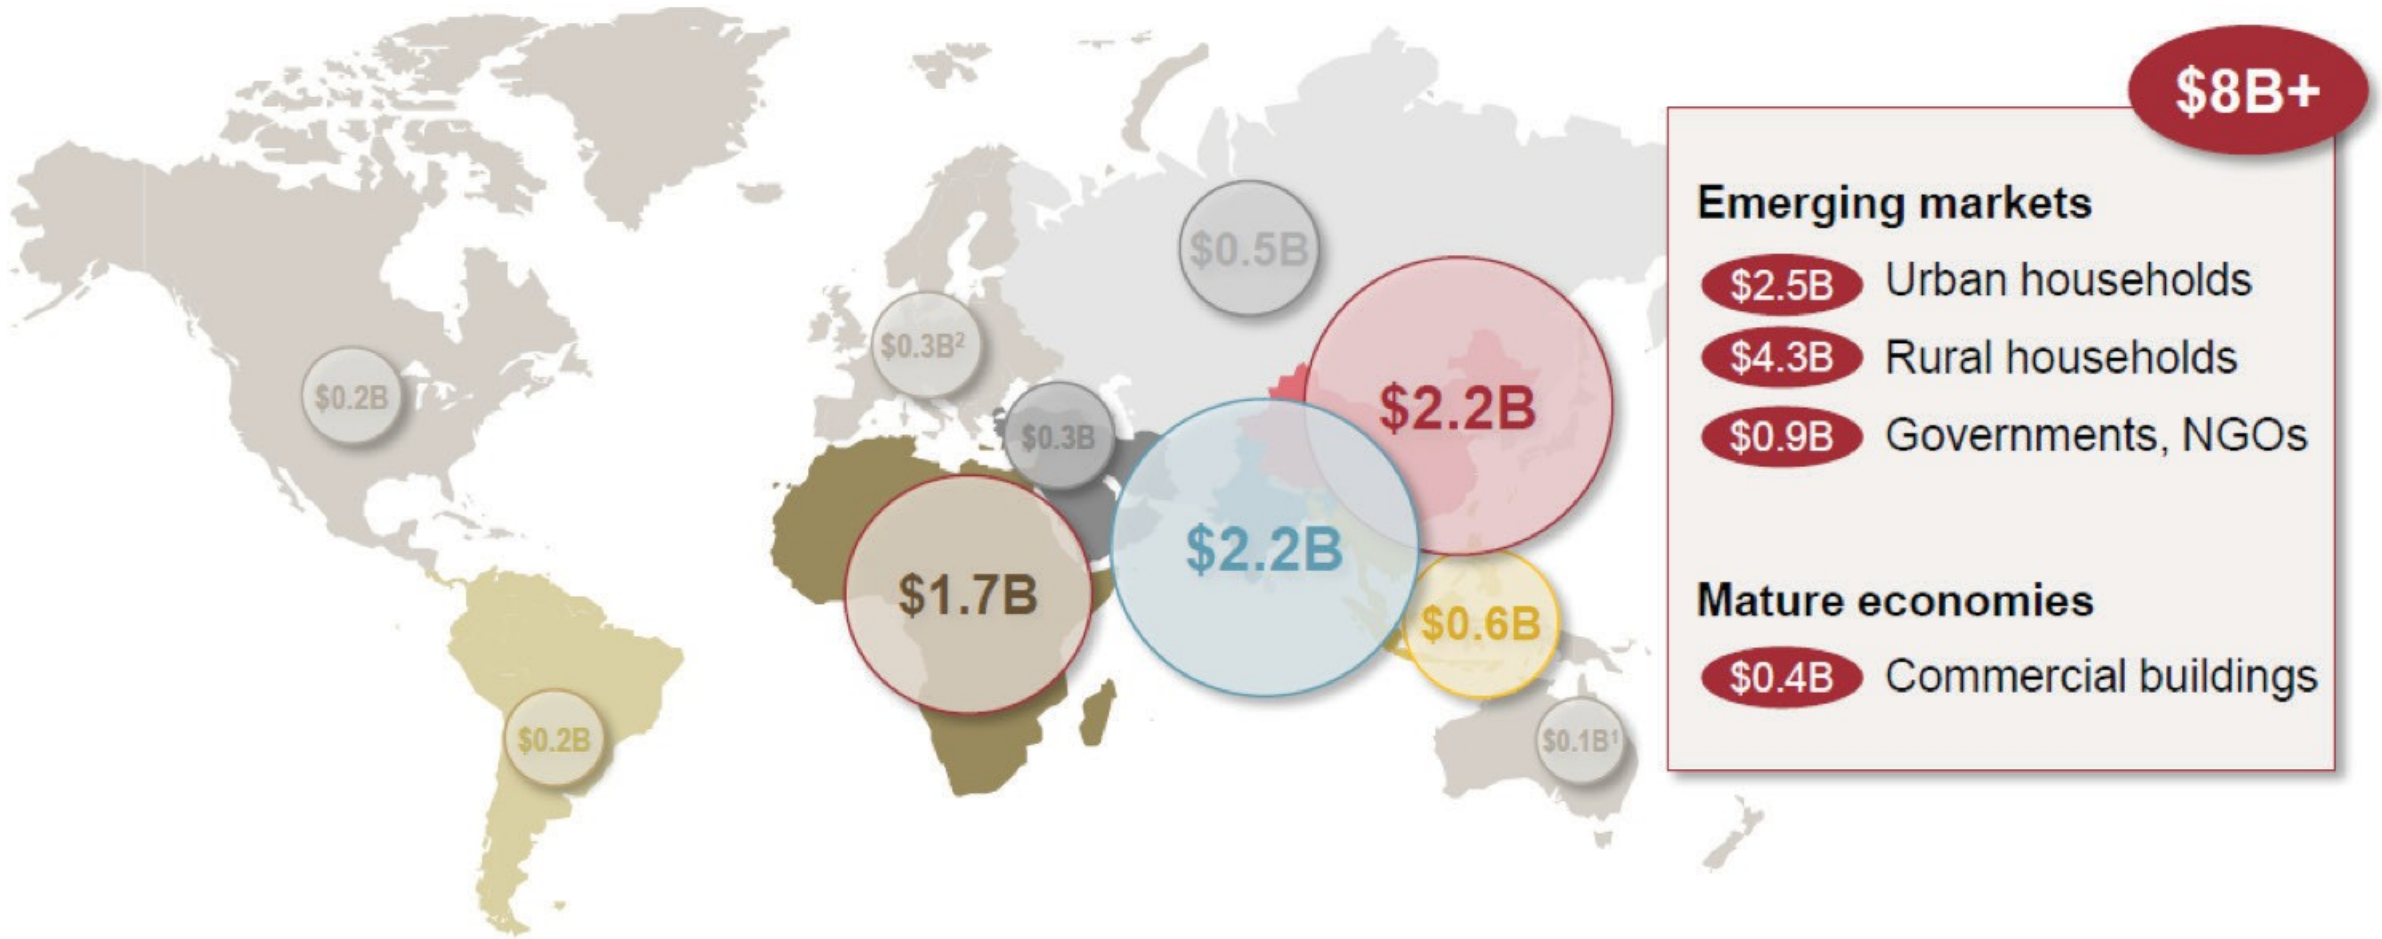 $8B+
$0.5B
$0.3B²
$0.2B
$0.3B
$2.2B
$2.2B
$1.7B
$0.6B
$0.2B
$0.1B¹
Emerging markets
$2.5B Urban households
$4.3B Rural households
$0.9B Governments, NGOs
Mature economies
$0.4B Commercial buildings